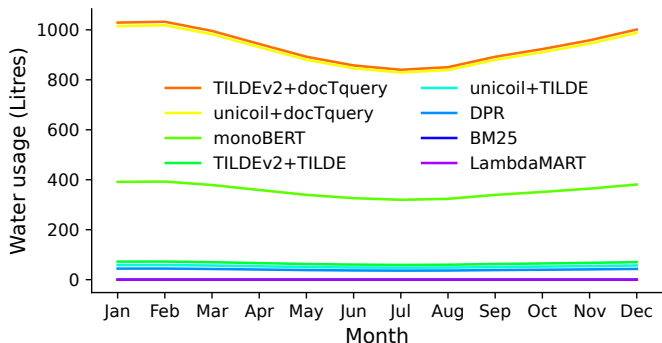 Water usage (Litres)
1000
800
600
400
200
0
TILDEv2+docTquery
unicoil+docTquery
monoBERT
TILDEv2+TILDE
unicoil+TILDE
DPR
BM25
LambdaMART
Jan Feb Mar Apr May Jun Jul Aug Sep Oct Nov Dec
Month